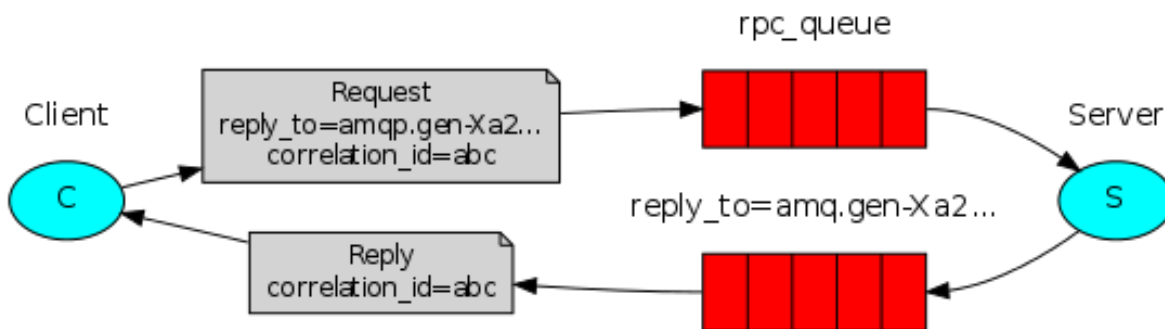 rpc_queue
Client
Request
reply_to=amqp.gen-Xa2...
correlation_id=abc
Server
C
S
reply_to=amq.gen-Xa2...
Reply
correlation_id=abc